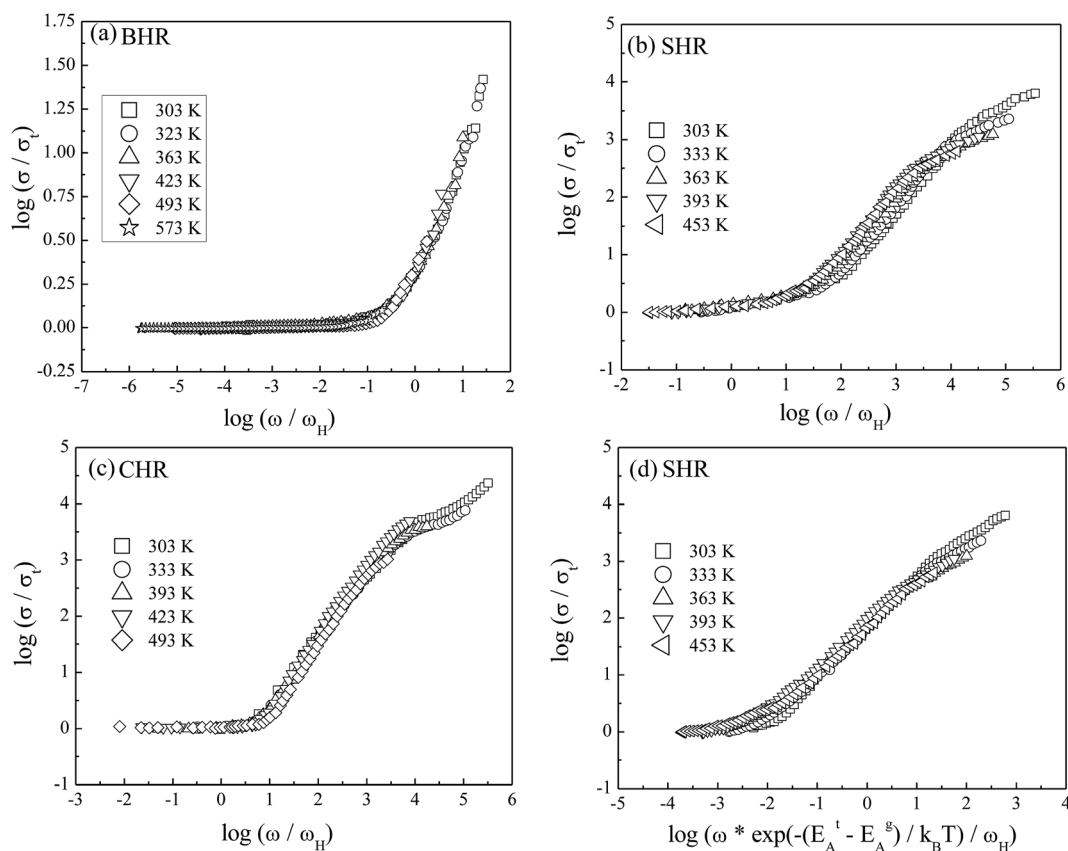 (a) BHR
log (σ / σt)
1.75
1.50
1.25
1.00
0.75
0.50
0.25
0.00
-0.25
303 K
323 K
363 K
423 K
493 K
573 K
-7 -6 -5 -4 -3 -2 -1 0 1 2
log (ω / ωH)
(b) SHR
log (σ / σt)
5
4
3
2
1
0
-1
303 K
333 K
363 K
393 K
453 K
-2 -1 0 1 2 3 4 5 6
log (ω / ωH)
(c) CHR
log (σ / σt)
5
4
3
2
1
0
-1
303 K
333 K
393 K
423 K
493 K
-3 -2 -1 0 1 2 3 4 5 6
log (ω / ωH)
(d) SHR
log (σ / σt)
5
4
3
2
1
0
-1
303 K
333 K
363 K
393 K
453 K
-5 -4 -3 -2 -1 0 1 2 3 4
log (ω * exp(-(EA^t - EA^g) / kBT) / ωH)